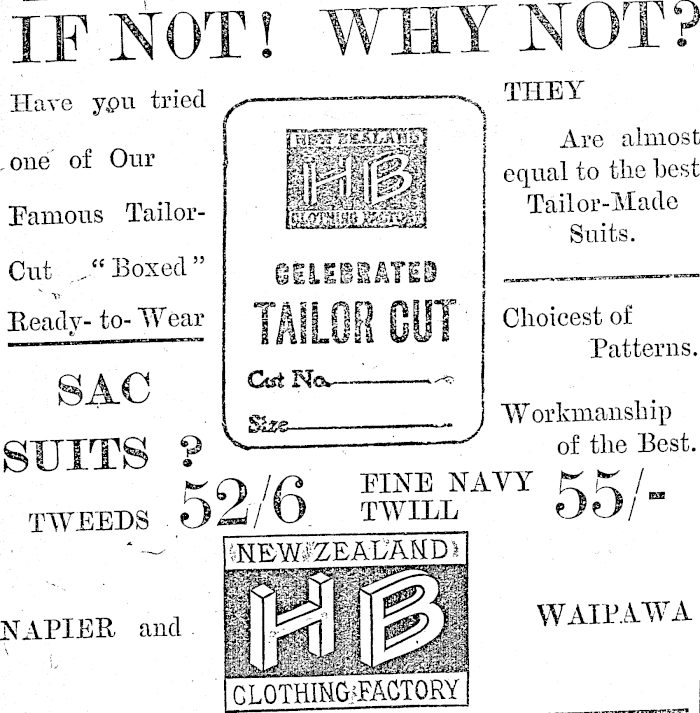 IF NOT! WHY NOT?
Have you tried
one of Our
Famous Tailor-
Cut "Boxed"
Ready-to-Wear
SAC
SUITS ?
NEW ZEALAND
HB
CLOTHING FACTORY
CELEBRATED
TAILOR CUT
Cut No.
Size
THEY
Are almost
equal to the best
Tailor-Made
Suits.
Choicest of
Patterns.
Workmanship
of the Best.
TWEEDS 52/6
FINE NAVY
TWILL 55/-
NAPIER and
NEW ZEALAND
HB
CLOTHING FACTORY
WAIPAWA